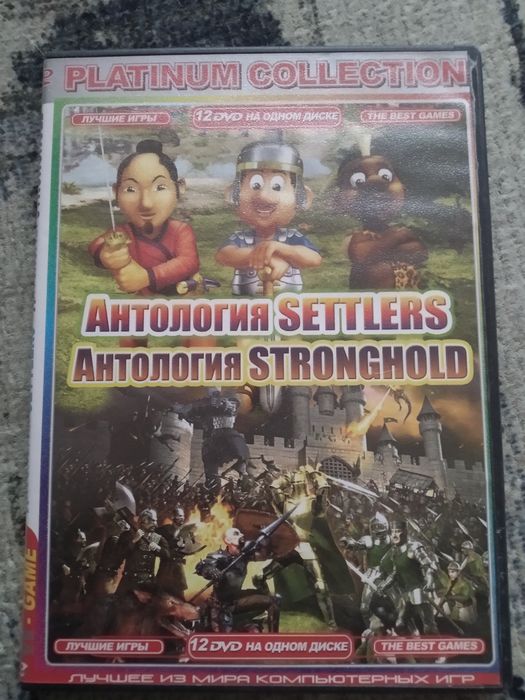 PLATINUM COLLECTION
ЛУЧШИЕ ИГРЫ 12 DVD НА ОДНОМ ДИСКЕ THE BEST GAMES
Антология SETTLERS
Антология STRONGHOLD
- GAME
ЛУЧШИЕ ИГРЫ 12 DVD НА ОДНОМ ДИСКЕ THE BEST GAMES
ЛУЧШЕЕ ИЗ МИРА КОМПЬЮТЕРНЫХ ИГР